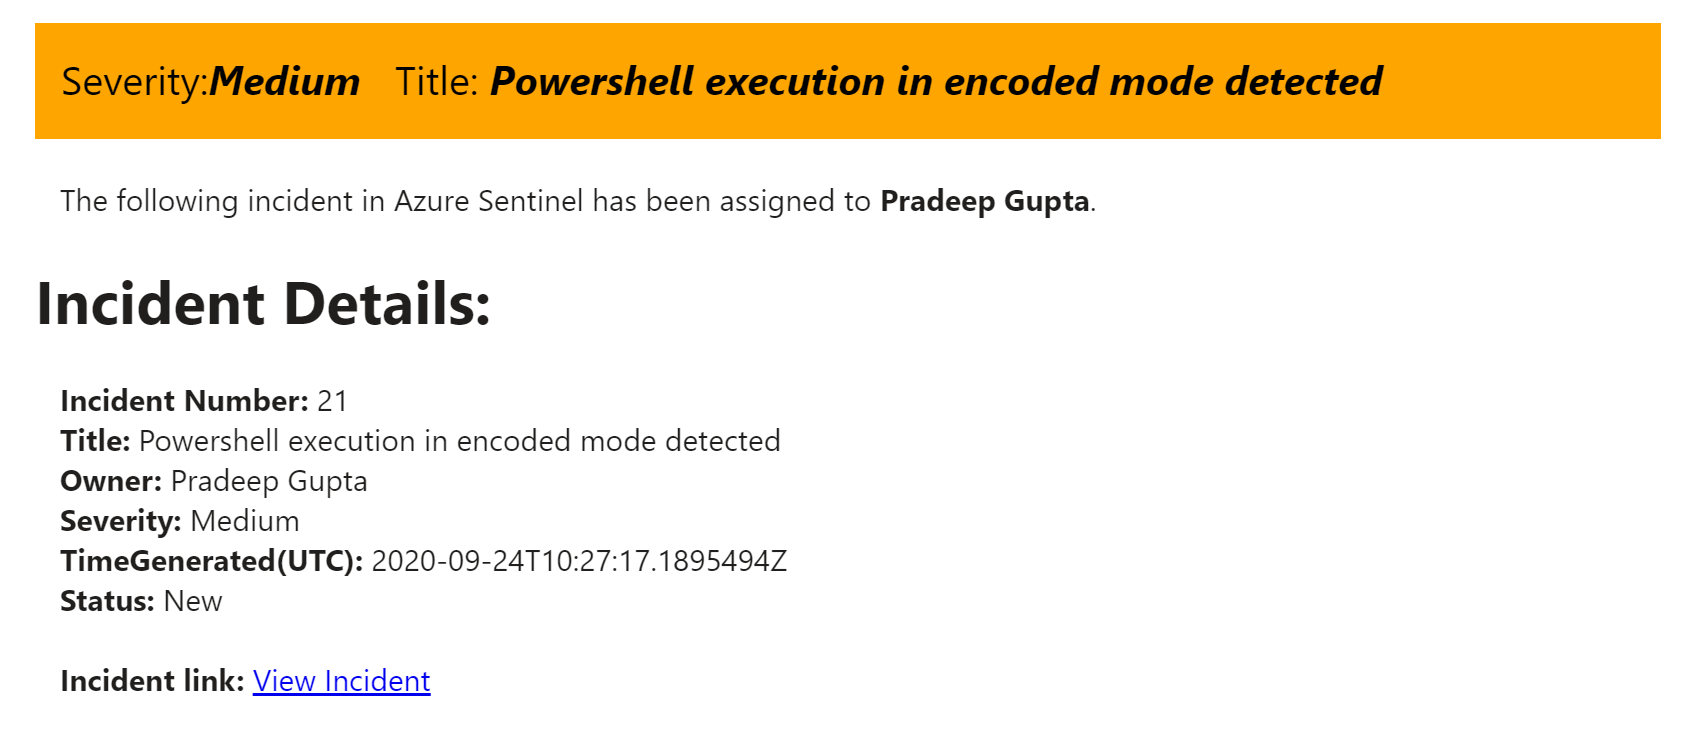 Severity:Medium Title: Powershell execution in encoded mode detected
The following incident in Azure Sentinel has been assigned to Pradeep Gupta.
Incident Details:
Incident Number: 21
Title: Powershell execution in encoded mode detected
Owner: Pradeep Gupta
Severity: Medium
TimeGenerated(UTC): 2020-09-24T10:27:17.1895494Z
Status: New
Incident link: View Incident